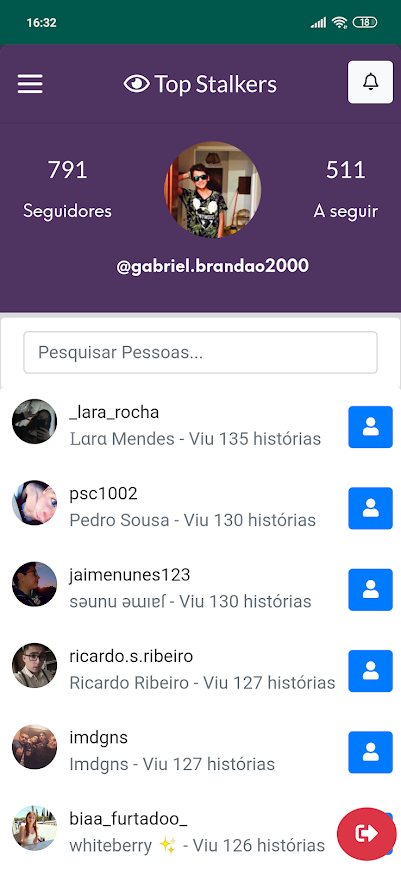 16:32
18
Top Stalkers
791
511
Seguidores
A seguir
@gabriel.brandao2000
Pesquisar Pessoas...
_lara_rocha
Lɑrɑ Mendes - Viu 135 histórias
psc1002
Pedro Sousa - Viu 130 histórias
jaimenunes123
sǝunu ǝɯıɐſ - Viu 130 histórias
ricardo.s.ribeiro
Ricardo Ribeiro - Viu 127 histórias
imdgns
Imdgns - Viu 127 histórias
biaa_furtadoo_
whiteberry ✨ - Viu 126 histórias